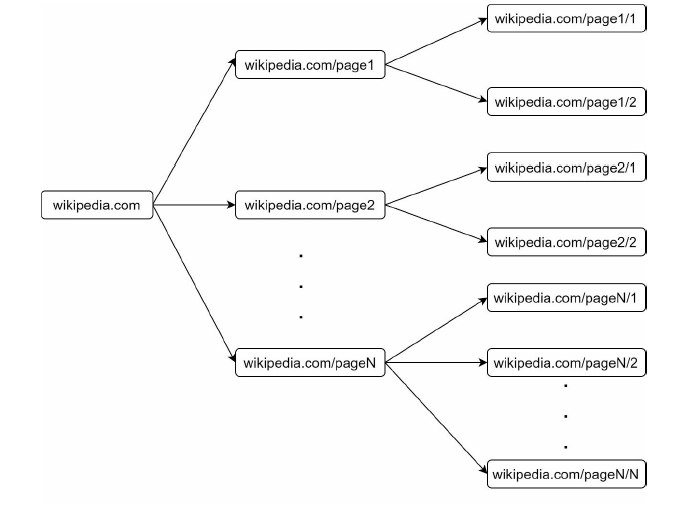 wikipedia.com/page1/1
wikipedia.com/page1
wikipedia.com/page1/2
wikipedia.com/page2/1
wikipedia.com
wikipedia.com/page2
wikipedia.com/page2/2
wikipedia.com/pageN/1
wikipedia.com/pageN
wikipedia.com/pageN/2
wikipedia.com/pageN/N